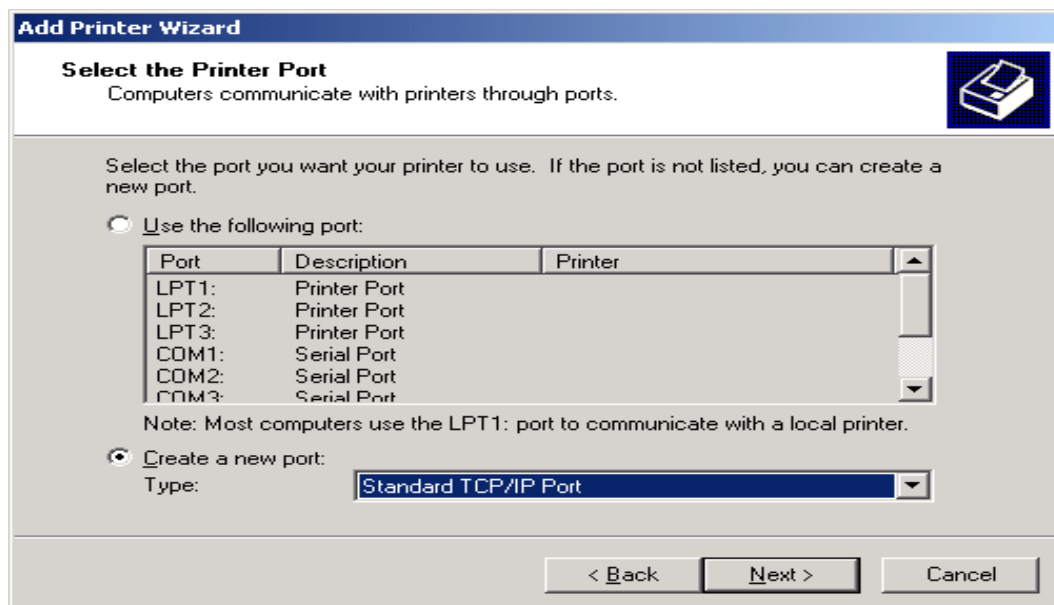 Add Printer Wizard
Select the Printer Port
Computers communicate with printers through ports.
Select the port you want your printer to use. If the port is not listed, you can create a
new port.
Use the following port:
Port Description Printer
LPT1: Printer Port
LPT2: Printer Port
LPT3: Printer Port
COM1: Serial Port
COM2: Serial Port
COM3: Serial Port
Note: Most computers use the LPT1: port to communicate with a local printer.
Create a new port:
Type: Standard TCP/IP Port
< Back Next > Cancel